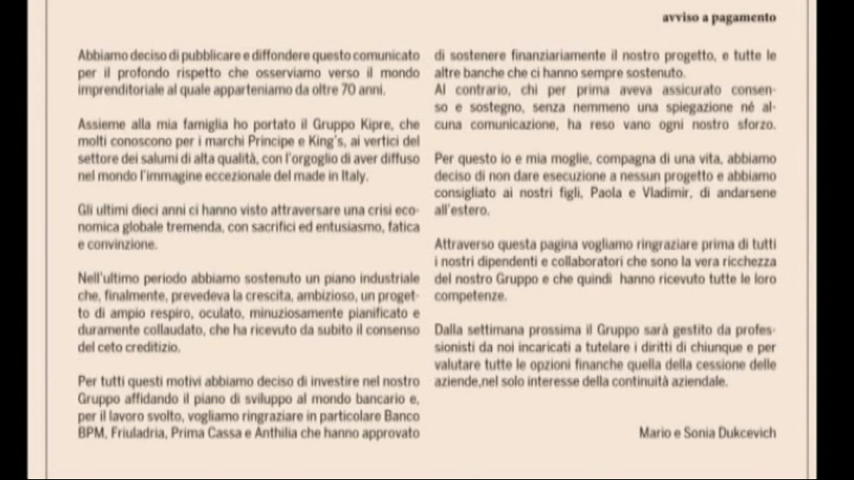 avviso a pagamento
Abbiamo deciso di pubblicare e diffondere questo comunicato
per il profondo rispetto che osserviamo verso il mondo
imprenditoriale al quale apparteniamo da oltre 70 anni.
Assieme alla mia famiglia ho portato il Gruppo Kipre, che
molti conoscono per i marchi Principe e King's, ai vertici del
settore dei salumi di alta qualità, con l'orgoglio di aver diffuso
nel mondo l'immagine eccezionale del made in Italy.
Gli ultimi dieci anni ci hanno visto attraversare una crisi eco-
nomica globale tremenda, con sacrifici ed entusiasmo, fatica
e convinzione.
Nell'ultimo periodo abbiamo sostenuto un piano industriale
che, finalmente, prevedeva la crescita, ambizioso, un proget-
to di ampio respiro, oculato, minuziosamente pianificato e
duramente collaudato, che ha ricevuto da subito il consenso
del ceto creditizio.
Per tutti questi motivi abbiamo deciso di investire nel nostro
Gruppo affidando il piano di sviluppo al mondo bancario e,
per il lavoro svolto, vogliamo ringraziare in particolare Banco
BPM, Friuladria, Prima Cassa e Anthilia che hanno approvato
di sostenere finanziariamente il nostro progetto, e tutte le
altre banche che ci hanno sempre sostenuto.
Al contrario, chi per prima aveva assicurato consen-
so e sostegno, senza nemmeno una spiegazione né al-
cuna comunicazione, ha reso vano ogni nostro sforzo.
Per questo io e mia moglie, compagna di una vita, abbiamo
deciso di non dare esecuzione a nessun progetto e abbiamo
consigliato ai nostri figli, Paola e Vladimir, di andarsene
all'estero.
Attraverso questa pagina vogliamo ringraziare prima di tutti
i nostri dipendenti e collaboratori che sono la vera ricchezza
del nostro Gruppo e che quindi hanno ricevuto tutte le loro
competenze.
Dalla settimana prossima il Gruppo sarà gestito da profes-
sionisti da noi incaricati a tutelare i diritti di chiunque e per
valutare tutte le opzioni finanche quella della cessione delle
aziende,nel solo interesse della continuità aziendale.
Mario e Sonia Dukcevich